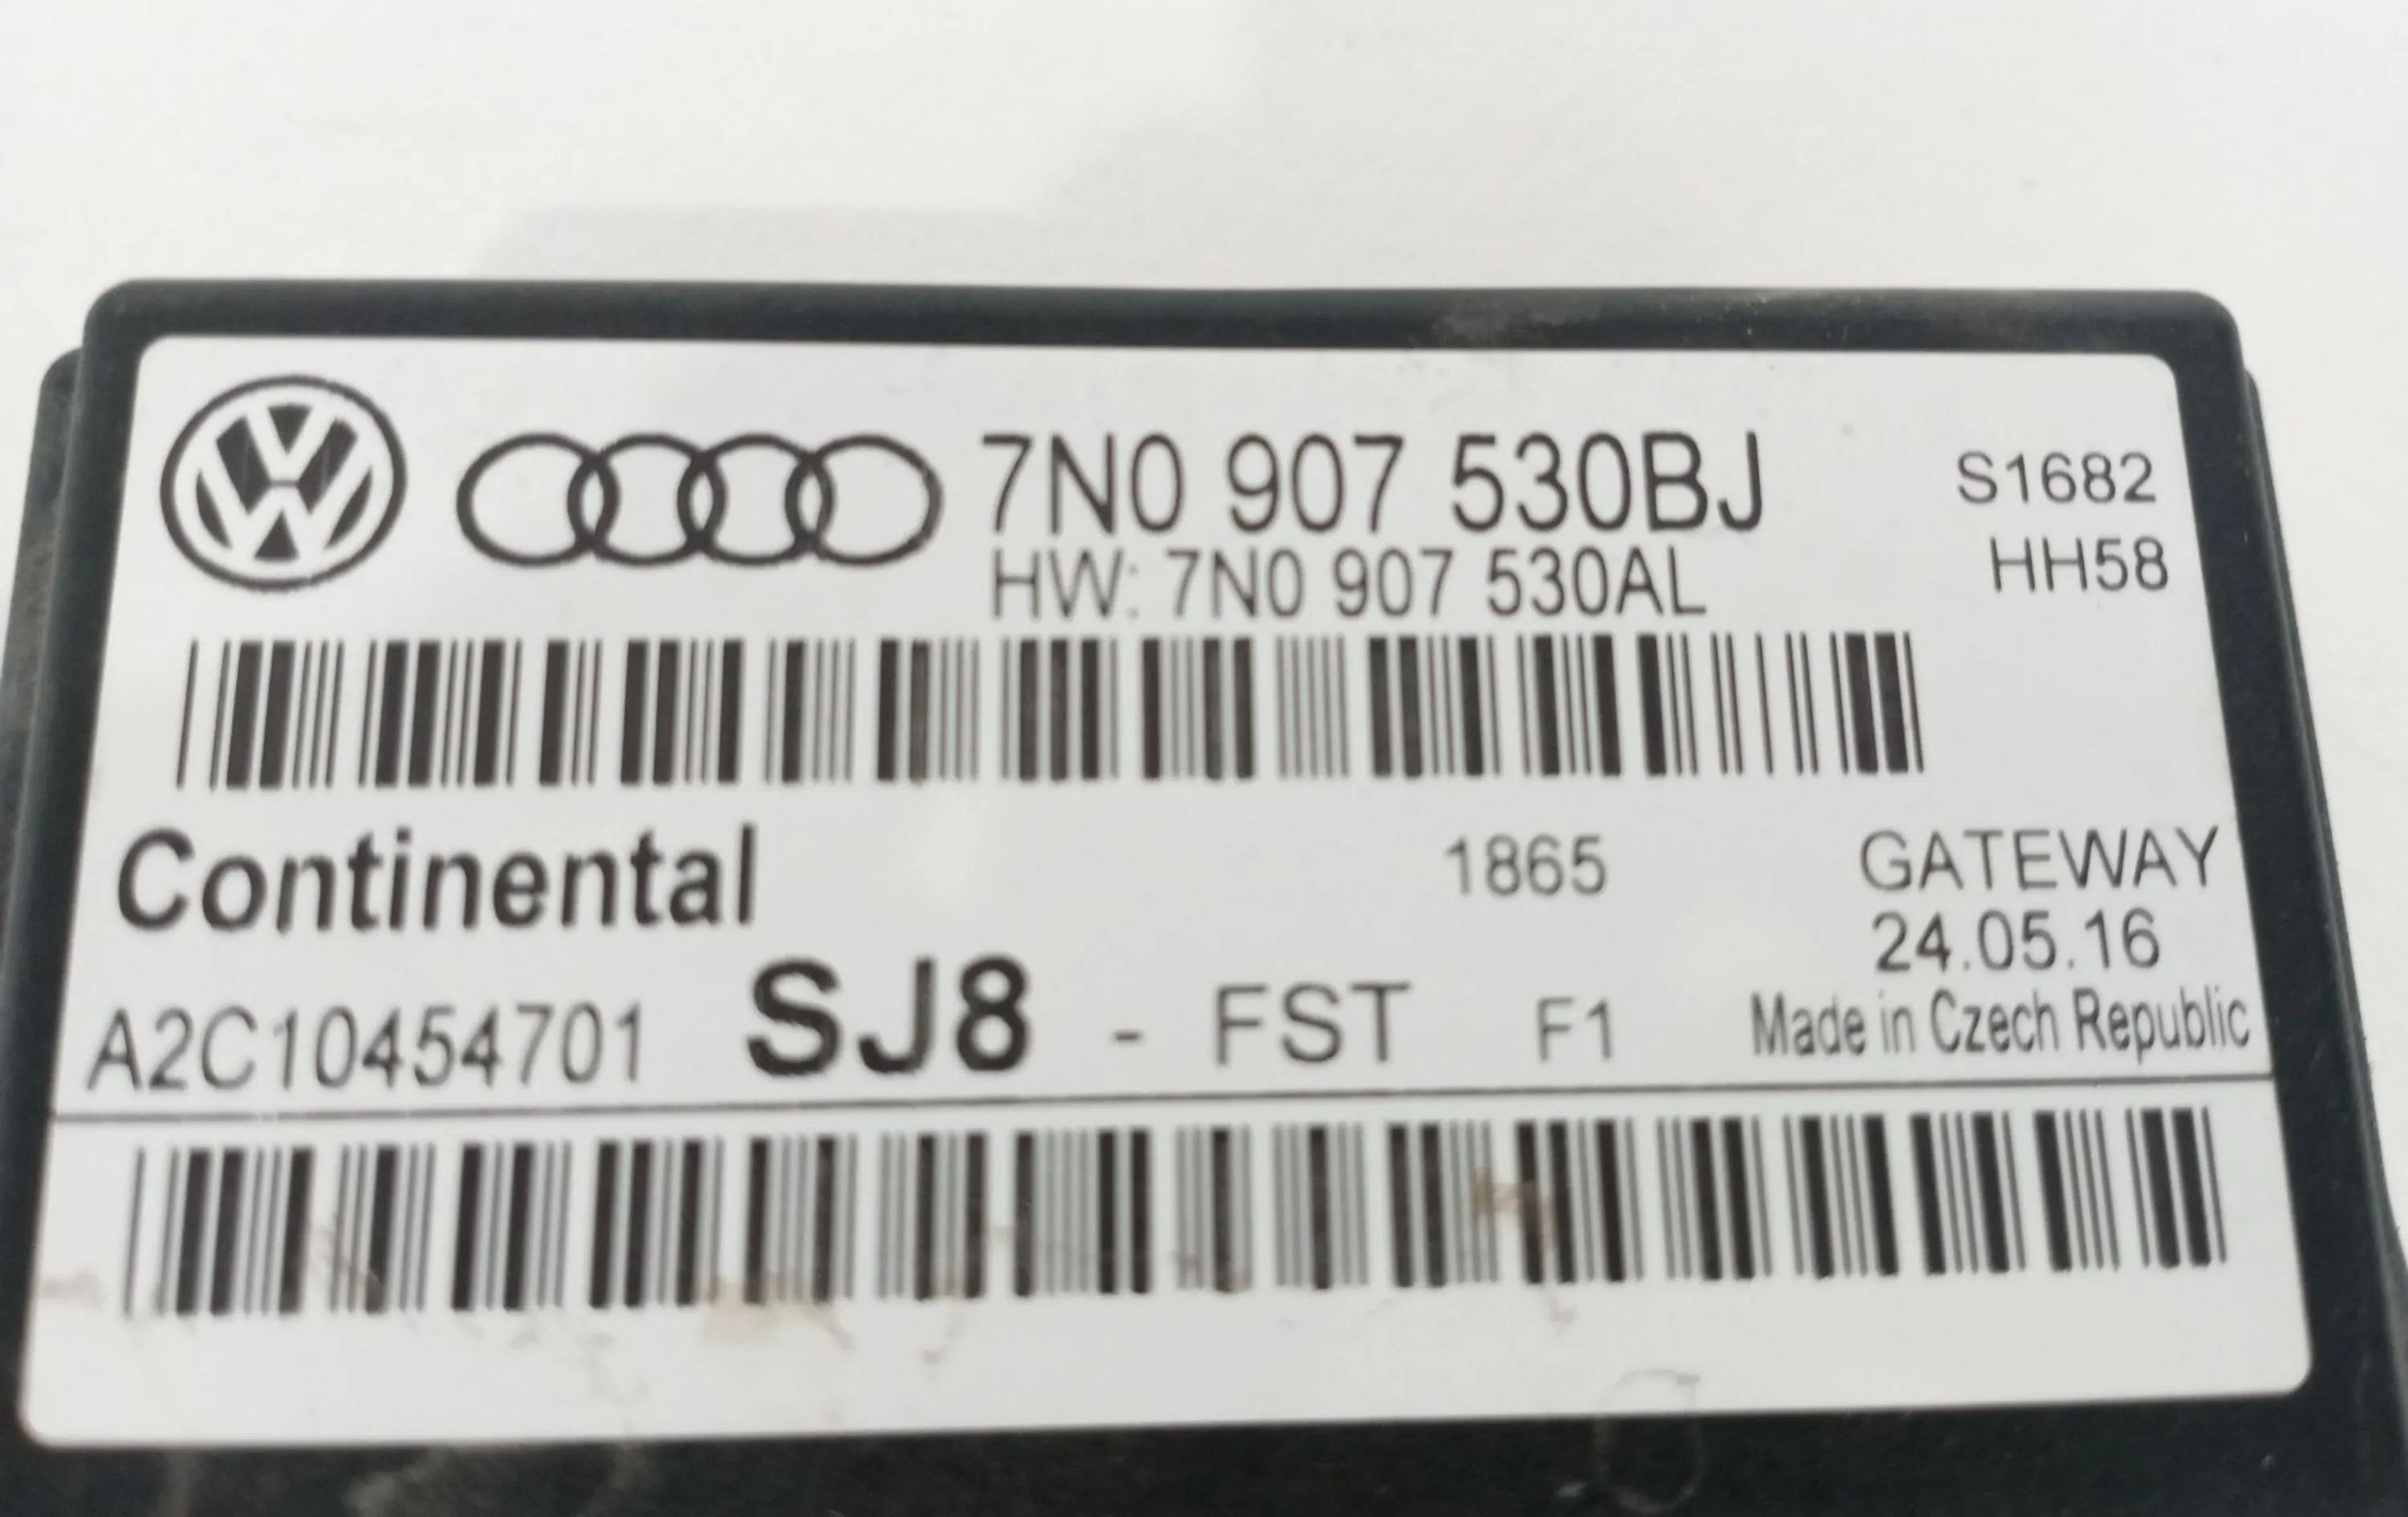 7N0 907 530BJ
S1682
HW: 7N0 907 530AL
HH58
Continental
1865
GATEWAY
24.05.16
A2C10454701 SJ8 - FST F1
Made in Czech Republic